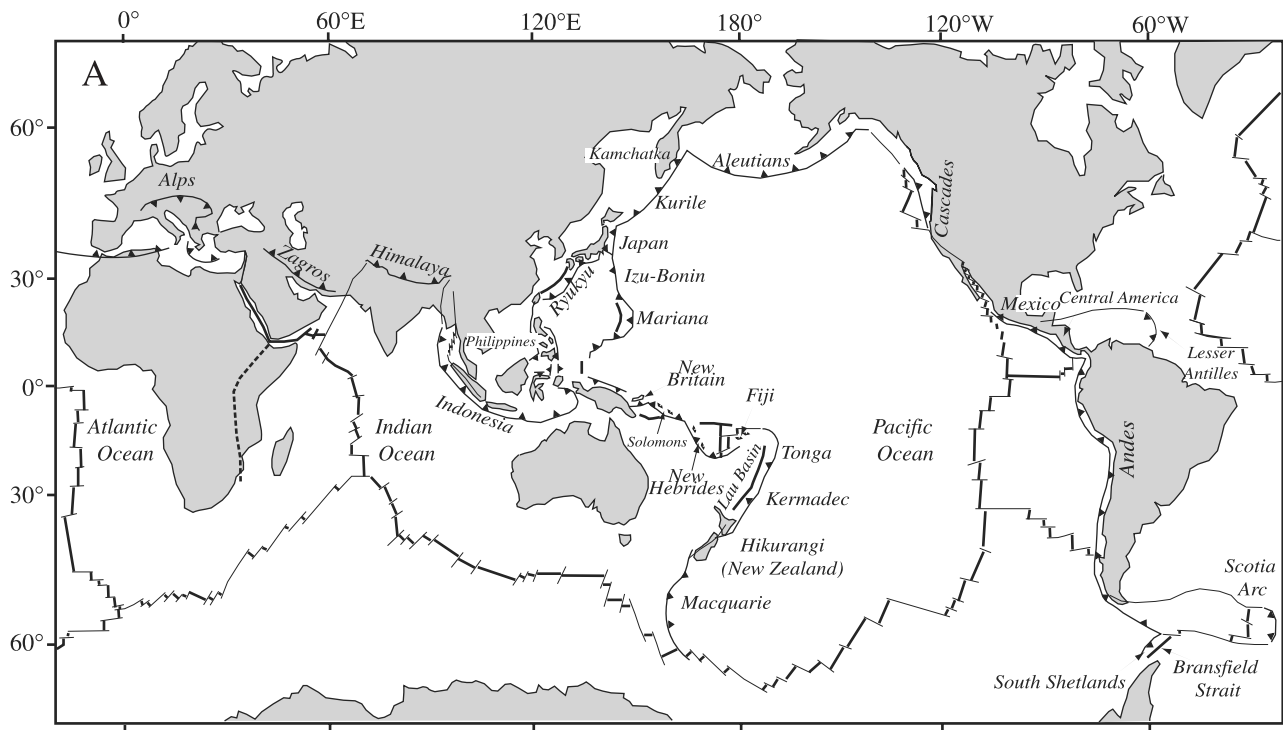 0° 60°E 120°E 180° 120°W 60°W
A
60°
30°
0°
30°
60°
Alps
Zagros
Himalaya
Kamchatka
Aleutians
Kurile
Japan
Izu-Bonin
Ryukyu
Mariana
Philippines
Cascades
Mexico
Central America
Lesser
Antilles
Indonesia
New
Britain
Solomons
Fiji
New
Hebrides
Lau Basin
Tonga
Kermadec
Hikurangi
(New Zealand)
Macquarie
Atlantic
Ocean
Indian
Ocean
Pacific
Ocean
Andes
Scotia
Arc
South Shetlands
Bransfield
Strait